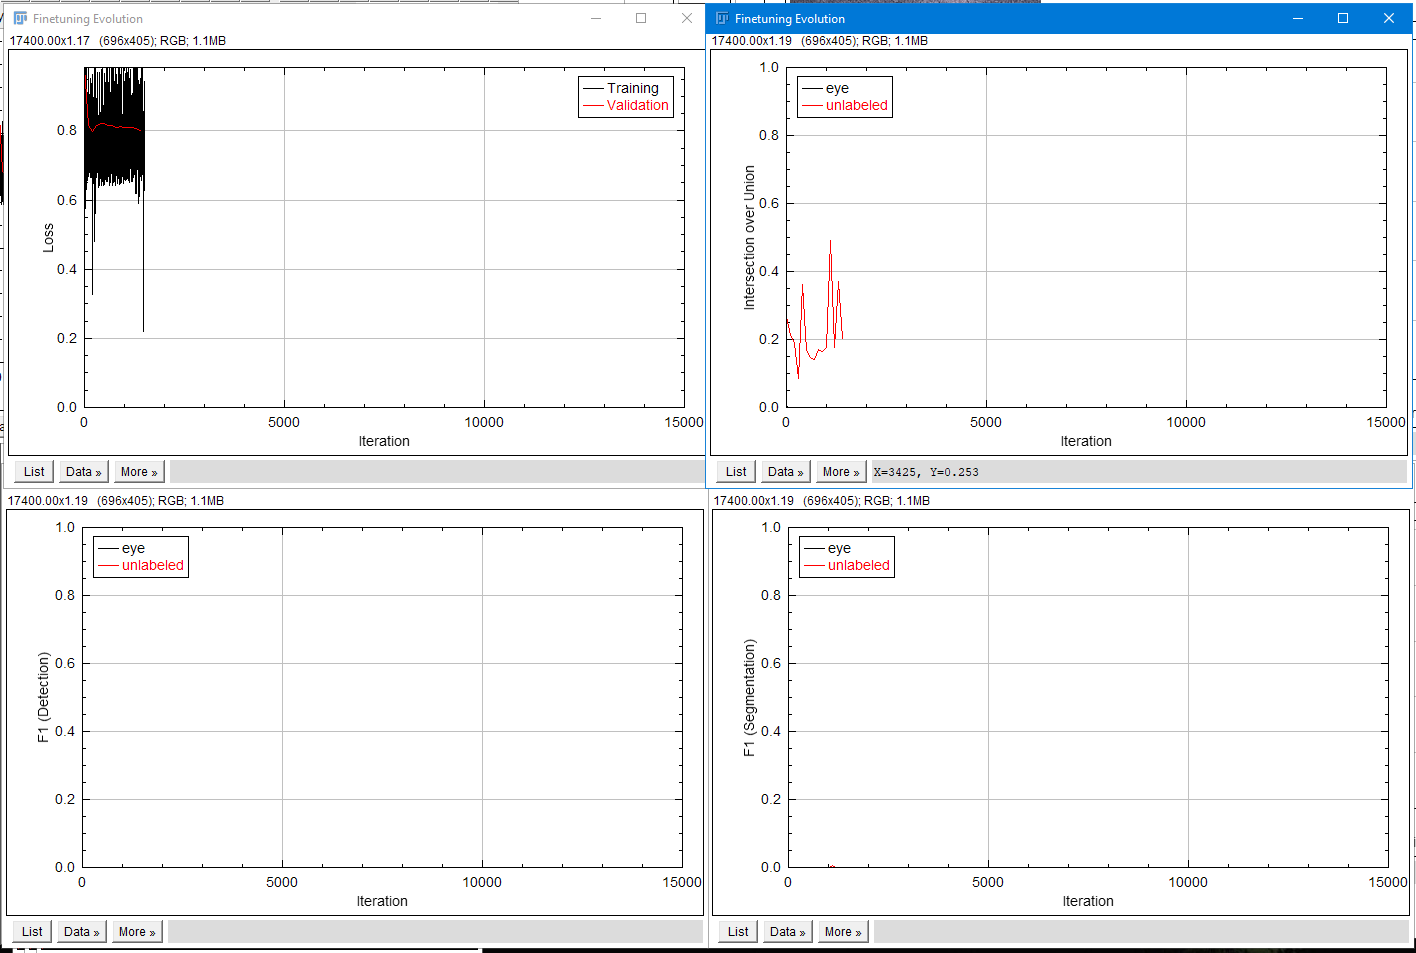 Finetuning Evolution
17400.00x1.17 (696x405); RGB; 1.1MB
Loss
0.8
0.6
0.4
0.2
0.0
Training
Validation
0 5000 10000 15000
Iteration
List Data » More »
Finetuning Evolution
17400.00x1.19 (696x405); RGB; 1.1MB
Intersection over Union
1.0
0.8
0.6
0.4
0.2
0.0
eye
unlabeled
0 5000 10000 15000
Iteration
List Data » More » X=3425, Y=0.253
17400.00x1.19 (696x405); RGB; 1.1MB
F1 (Detection)
1.0
0.8
0.6
0.4
0.2
0.0
eye
unlabeled
0 5000 10000 15000
Iteration
List Data » More »
17400.00x1.19 (696x405); RGB; 1.1MB
F1 (Segmentation)
1.0
0.8
0.6
0.4
0.2
0.0
eye
unlabeled
0 5000 10000 15000
Iteration
List Data » More »